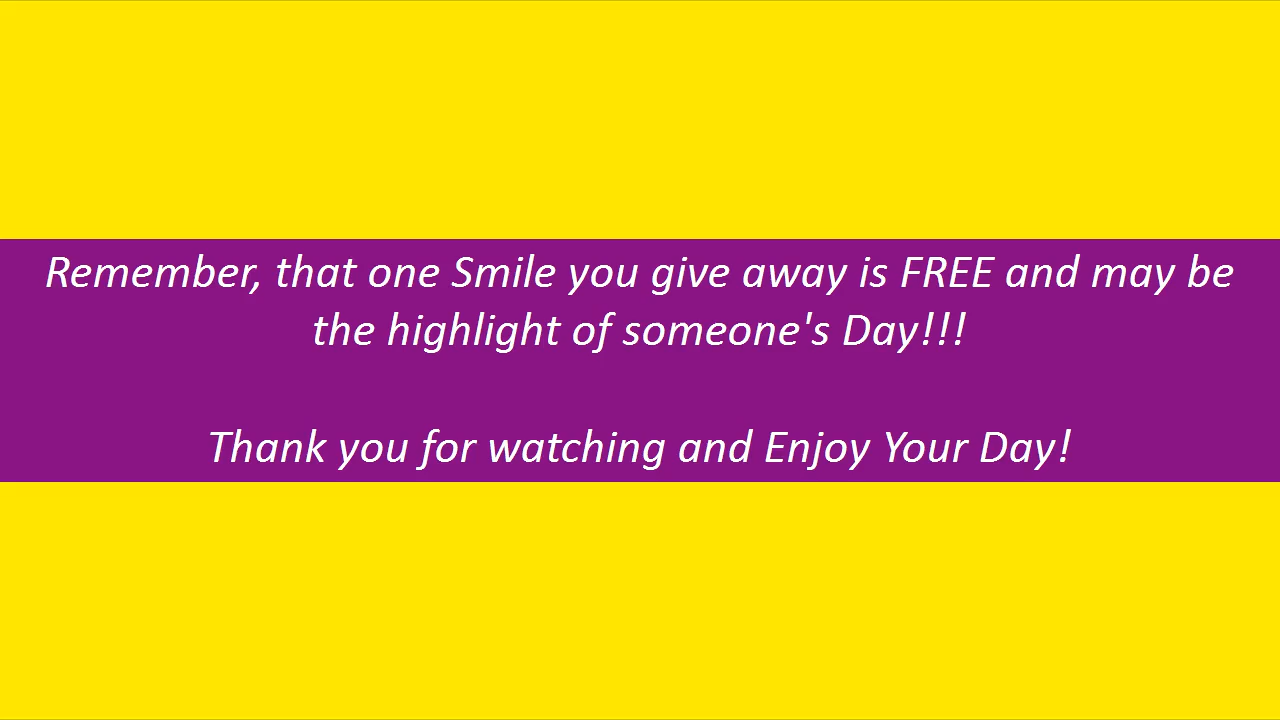 Remember, that one Smile you give away is FREE and may be
the highlight of someone's Day!!!
Thank you for watching and Enjoy Your Day!